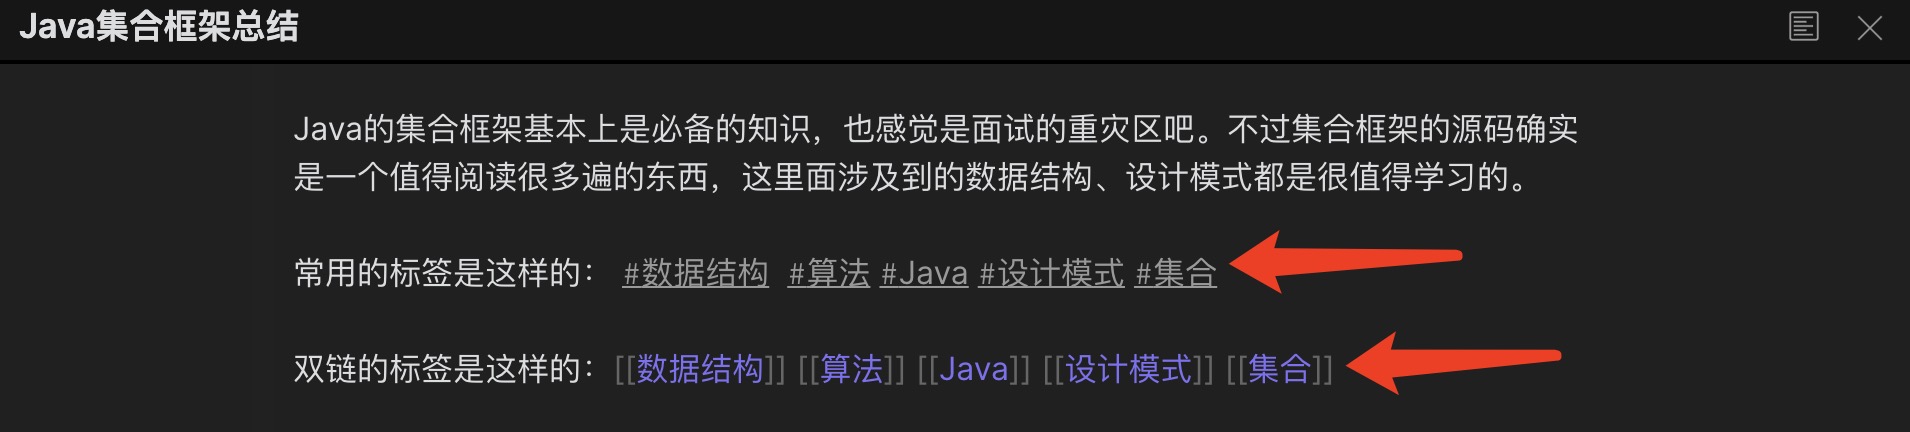 Java集合框架总结
Java的集合框架基本上是必备的知识，也感觉是面试的重灾区吧。不过集合框架的源码确实
是一个值得阅读很多遍的东西，这里面涉及到的数据结构、设计模式都是很值得学习的。
常用的标签是这样的： #数据结构 #算法 #Java #设计模式 #集合
双链的标签是这样的：[[数据结构]] [[算法]] [[Java]] [[设计模式]] [[集合]]